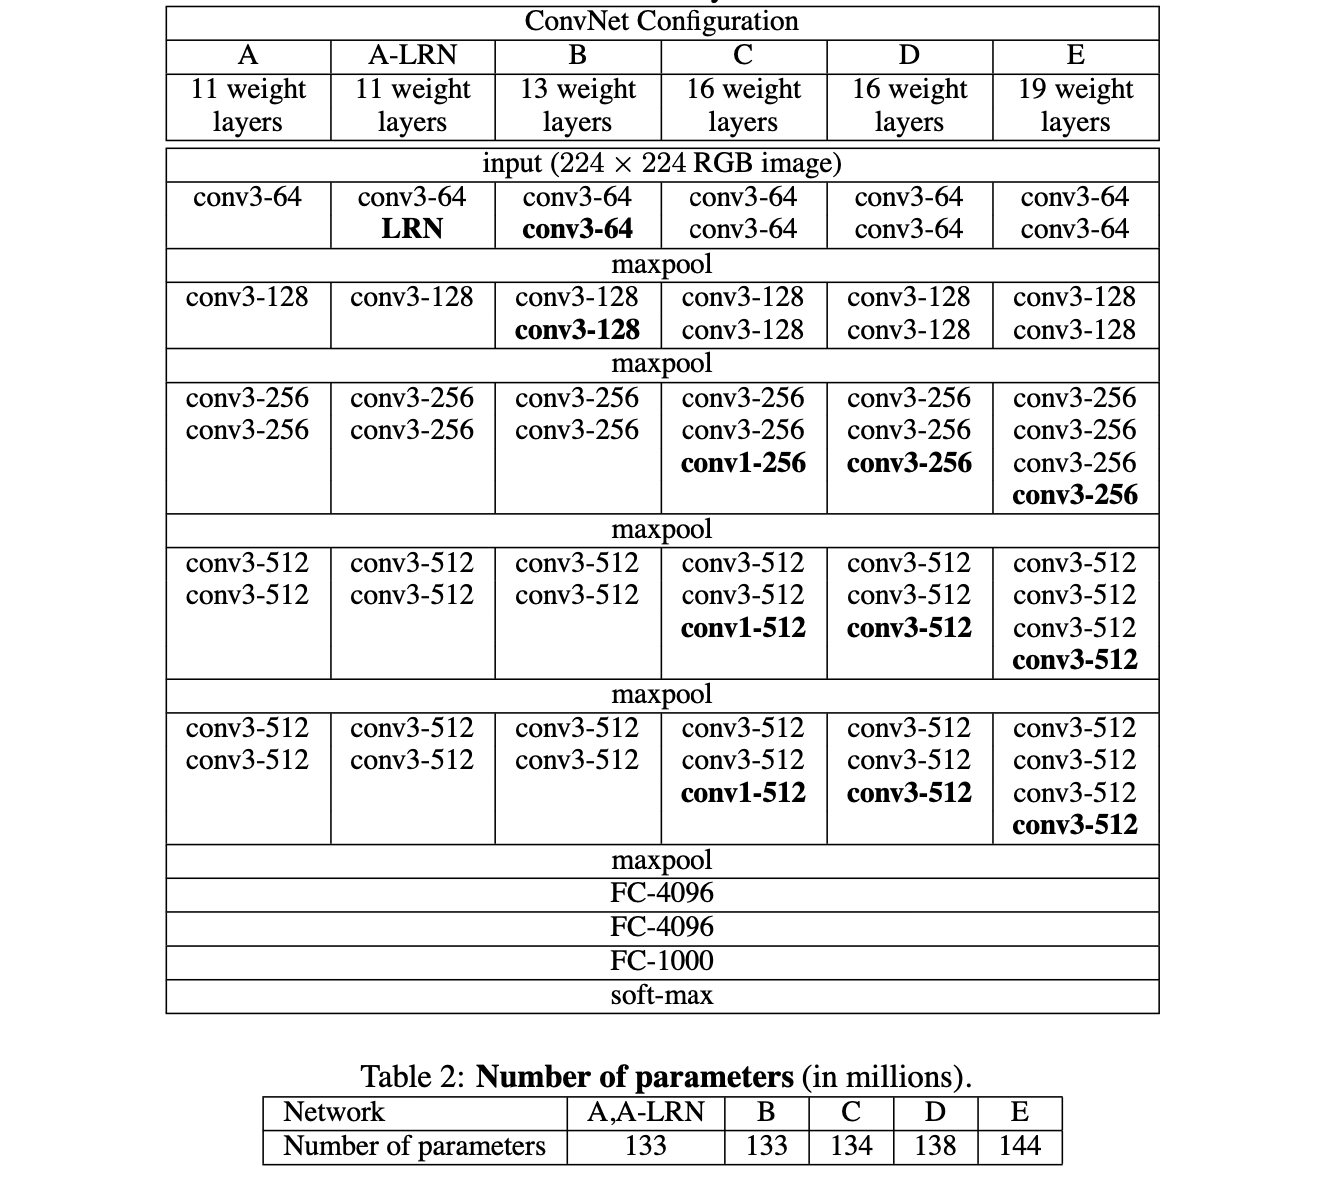 ConvNet Configuration
A A-LRN B C D E
11 weight 11 weight 13 weight 16 weight 16 weight 19 weight
layers layers layers layers layers layers
input (224 × 224 RGB image)
conv3-64 conv3-64 conv3-64 conv3-64 conv3-64 conv3-64
LRN conv3-64 conv3-64 conv3-64 conv3-64
maxpool
conv3-128 conv3-128 conv3-128 conv3-128 conv3-128 conv3-128
conv3-128 conv3-128 conv3-128 conv3-128
maxpool
conv3-256 conv3-256 conv3-256 conv3-256 conv3-256 conv3-256
conv3-256 conv3-256 conv3-256 conv3-256 conv3-256 conv3-256
conv1-256 conv3-256 conv3-256
conv3-256
maxpool
conv3-512 conv3-512 conv3-512 conv3-512 conv3-512 conv3-512
conv3-512 conv3-512 conv3-512 conv3-512 conv3-512 conv3-512
conv1-512 conv3-512 conv3-512
conv3-512
maxpool
conv3-512 conv3-512 conv3-512 conv3-512 conv3-512 conv3-512
conv3-512 conv3-512 conv3-512 conv3-512 conv3-512 conv3-512
conv1-512 conv3-512 conv3-512
conv3-512
maxpool
FC-4096
FC-4096
FC-1000
soft-max
Table 2: Number of parameters (in millions).
Network A,A-LRN B C D E
Number of parameters 133 133 134 138 144